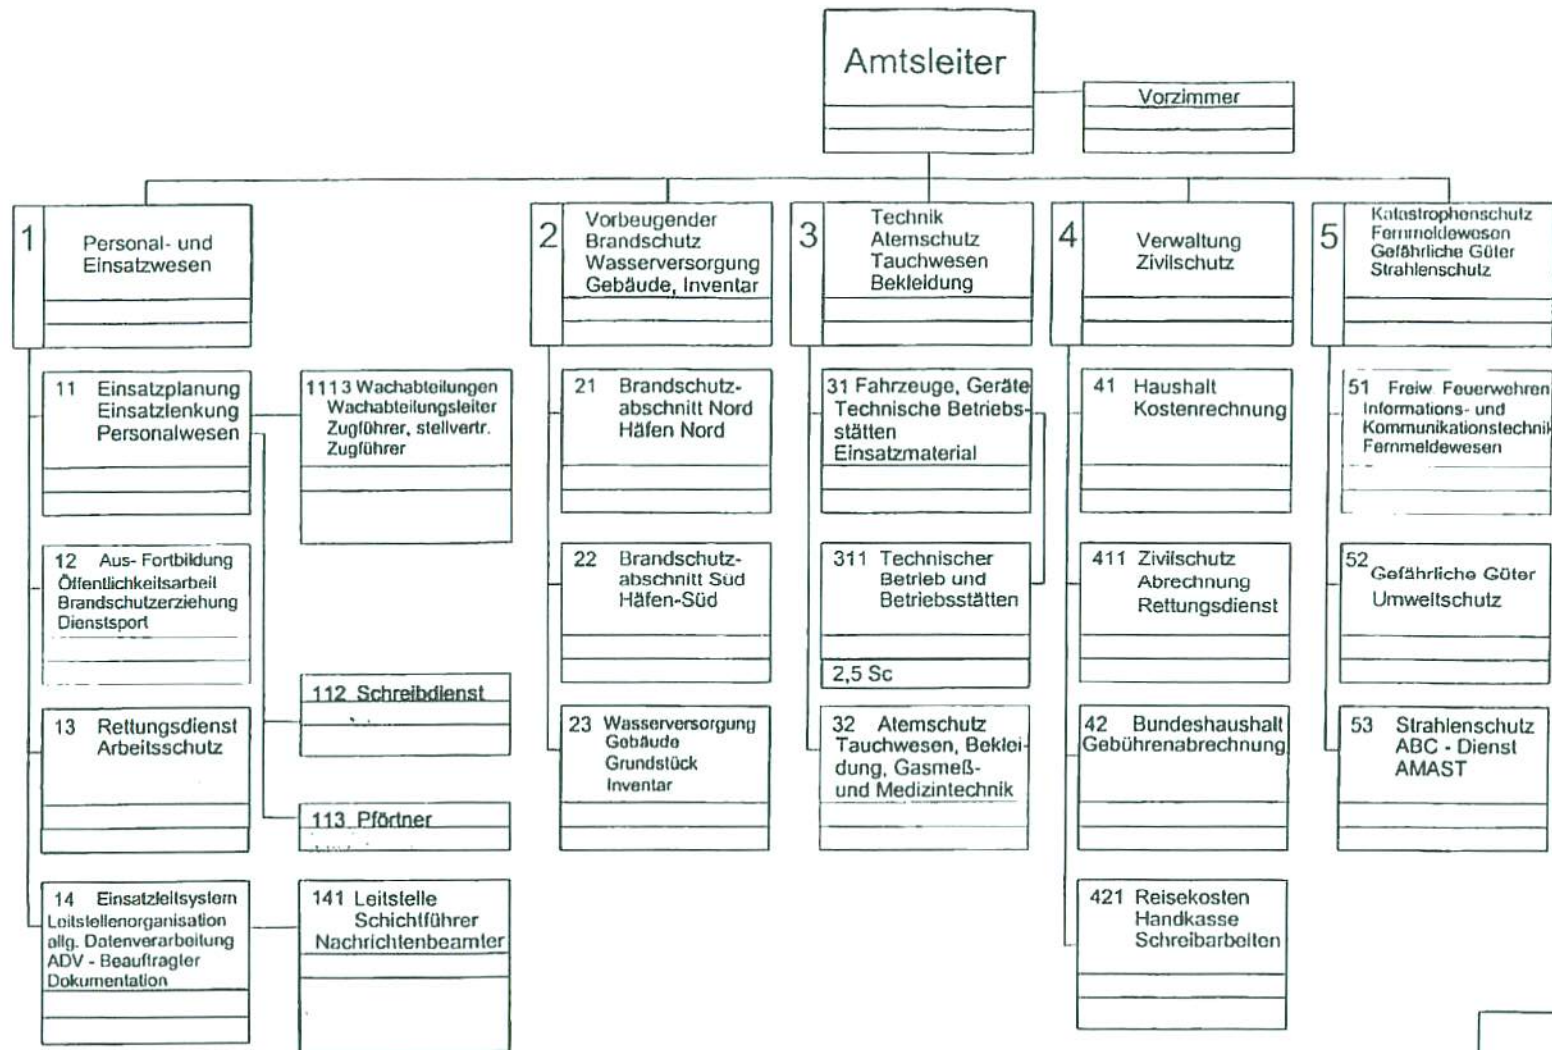 Amtsleiter
Vorzimmer
1
Personal- und
Einsatzwesen
2
Vorbeugender
Brandschutz
Wasserversorgung
Gebäude, Inventar
3
Technik
Atemschutz
Tauchwesen
Bekleidung
4
Verwaltung
Zivilschutz
5
Katastrophenschutz
Fernmeldewesen
Gefährliche Güter
Strahlenschutz
11 Einsatzplanung
Einsatzlenkung
Personalwesen
111 3 Wachabteilungen
Wachabteilungsleiter
Zugführer, stellvertr.
Zugführer
12 Aus- Fortbildung
Öffentlichkeitsarbeit
Brandschutzerziehung
Dienstsport
112 Schreibdienst
13 Rettungsdienst
Arbeitsschutz
113 Pförtner
14 Einsatzleitsystem
Leitstellenorganisation
allg. Datenverarbeitung
ADV - Beauftragter
Dokumentation
141 Leitstelle
Schichtführer
Nachrichtenbeamter
21 Brandschutz-
abschnitt Nord
Häfen Nord
22 Brandschutz-
abschnitt Süd
Häfen-Süd
23 Wasserversorgung
Gebäude
Grundstück
Inventar
31 Fahrzeuge, Geräte
Technische Betriebs-
stätten
Einsatzmaterial
311 Technischer
Betrieb und
Betriebsstätten
2,5 Sc
32 Atemschutz
Tauchwesen, Beklei-
dung, Gasmeß-
und Medizintechnik
41 Haushalt
Kostenrechnung
411 Zivilschutz
Abrechnung
Rettungsdienst
42 Bundeshaushalt
Gebührenabrechnung
421 Reisekosten
Handkasse
Schreibarbeiten
51 Freiw. Feuerwehren
Informations- und
Kommunikationstechnik
Fernmeldewesen
52 Gefährliche Güter
Umweltschutz
53 Strahlenschutz
ABC - Dienst
AMAST